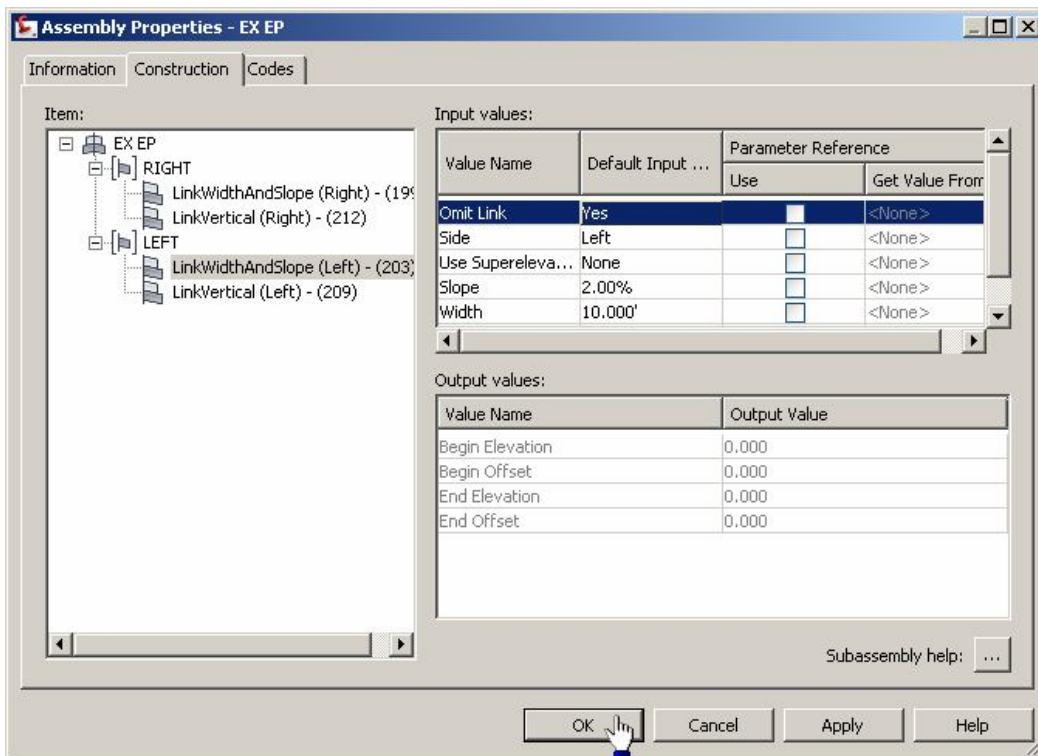 Assembly Properties - EX EP
Information Construction Codes
Item:
EX EP
RIGHT
LinkWidthAndSlope (Right) - (199
LinkVertical (Right) - (212)
LEFT
LinkWidthAndSlope (Left) - (203)
LinkVertical (Left) - (209)
Input values:
Value Name Default Input ... Parameter Reference
Use Get Value From
Omit Link Yes <None>
Side Left <None>
Use Supereleva... None <None>
Slope 2.00% <None>
Width 10.000' <None>
Output values:
Value Name Output Value
Begin Elevation 0.000
Begin Offset 0.000
End Elevation 0.000
End Offset 0.000
Subassembly help: ...
OK Cancel Apply Help